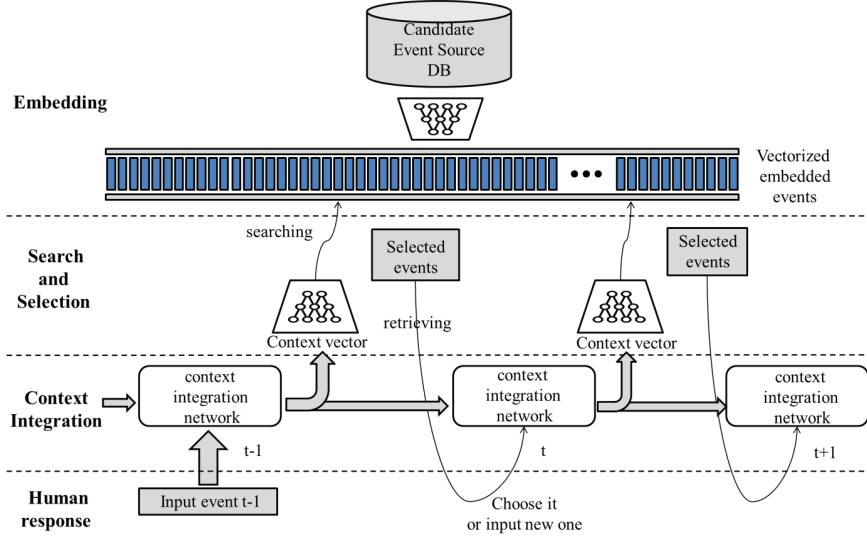 Candidate
Event Source
DB
Embedding
Vectorized
embedded
events
searching
Search
and
Selection
Selected
events
Selected
events
retrieving
Context vector
Context vector
Context
Integration
context
integration
network
context
integration
network
context
integration
network
t-1
t
t+1
Human
response
Input event t-1
Choose it
or input new one